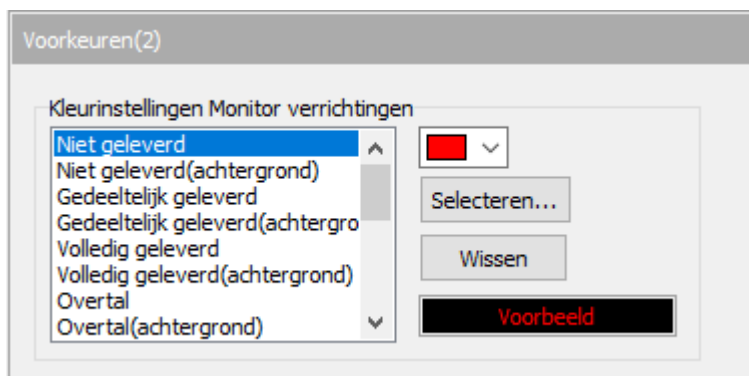 Voorkeuren(2)
Kleurinstellingen Monitor verrichtingen
Niet geleverd
Niet geleverd(achtergrond)
Gedeeltelijk geleverd
Gedeeltelijk geleverd(achtergro
Volledig geleverd
Volledig geleverd(achtergrond)
Overtal
Overtal(achtergrond)
Selecteren...
Wissen
Voorbeeld